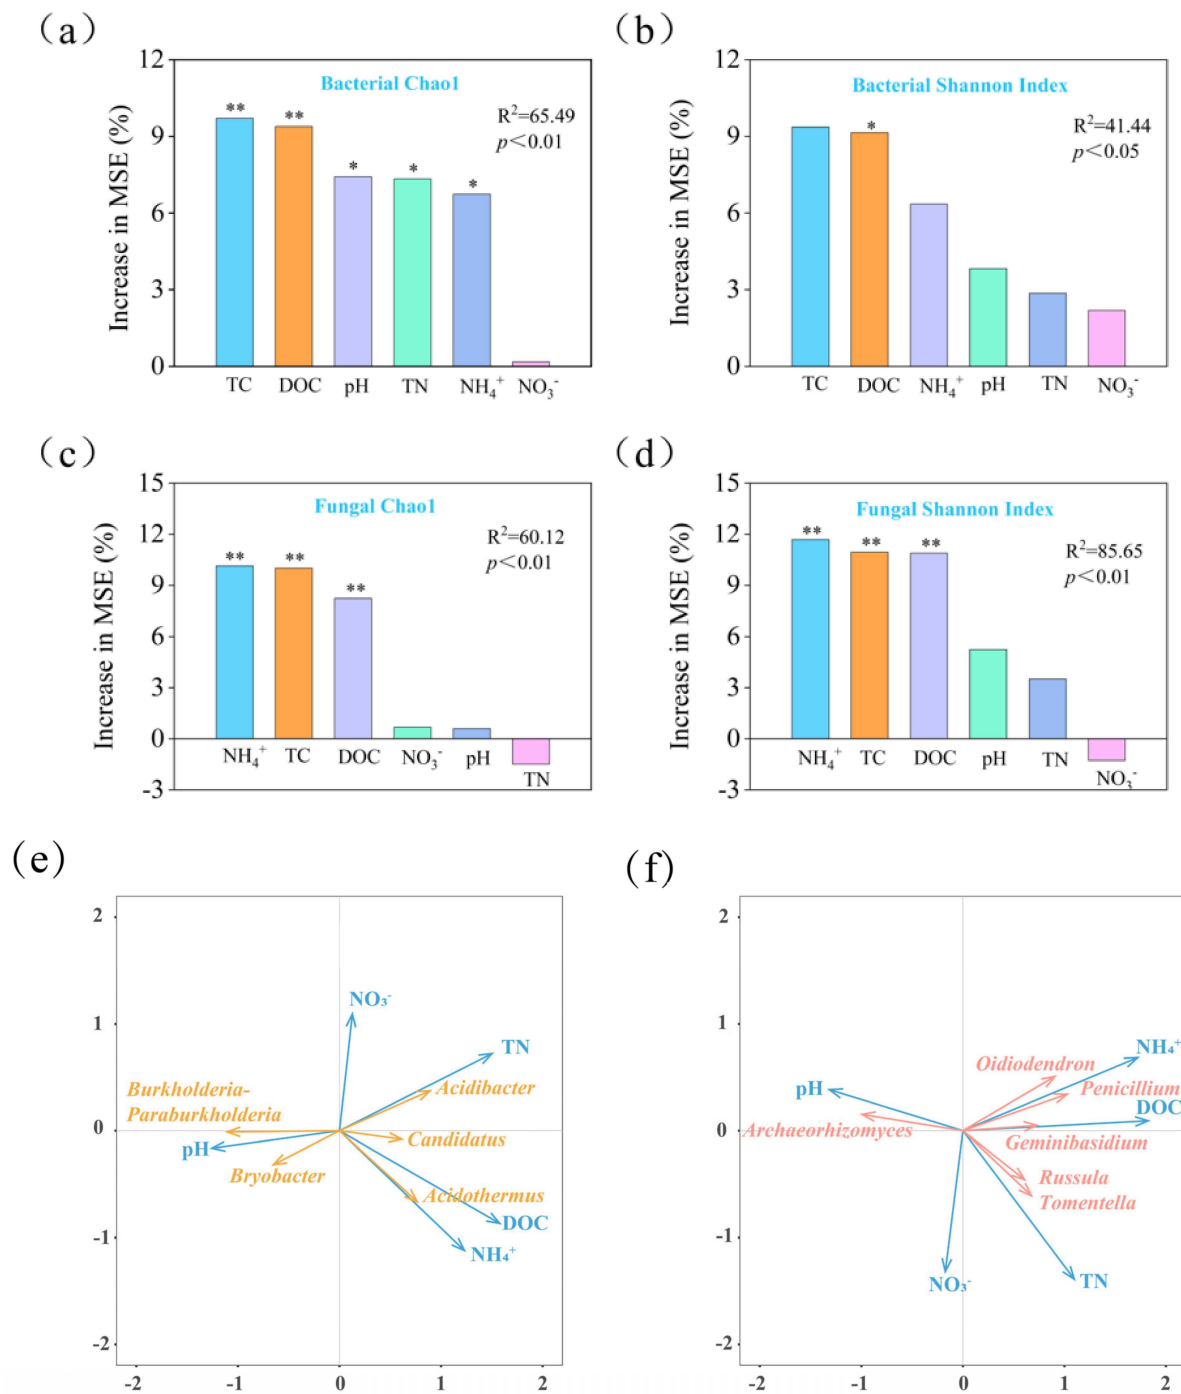 (a)
Bacterial Chao1
R²=65.49
p<0.01
Increase in MSE (%)
12
9
6
3
0
**
**
*
*
*
TC DOC pH TN NH₄⁺ NO₃⁻
(b)
Bacterial Shannon Index
R²=41.44
p<0.05
Increase in MSE (%)
12
9
6
3
0
*
TC DOC NH₄⁺ pH TN NO₃⁻
(c)
Fungal Chao1
R²=60.12
p<0.01
Increase in MSE (%)
15
12
9
6
3
0
-3
**
**
**
NH₄⁺ TC DOC NO₃⁻ pH TN
(d)
Fungal Shannon Index
R²=85.65
p<0.01
Increase in MSE (%)
15
12
9
6
3
0
-3
**
**
**
NH₄⁺ TC DOC pH TN NO₃⁻
(e)
2
1
0
-1
-2
NO₃⁻
TN
Burkholderia-
Paraburkholderia
Acidibacter
Candidatus
pH
Bryobacter
Acidothermus
DOC
NH₄⁺
-2 -1 0 1 2
(f)
2
1
0
-1
-2
NH₄⁺
Oidiodendron
pH
Penicillium
DOC
Archaeorhizomyces
Geminibasidium
Russula
Tomentella
NO₃⁻
TN
-2 -1 0 1 2